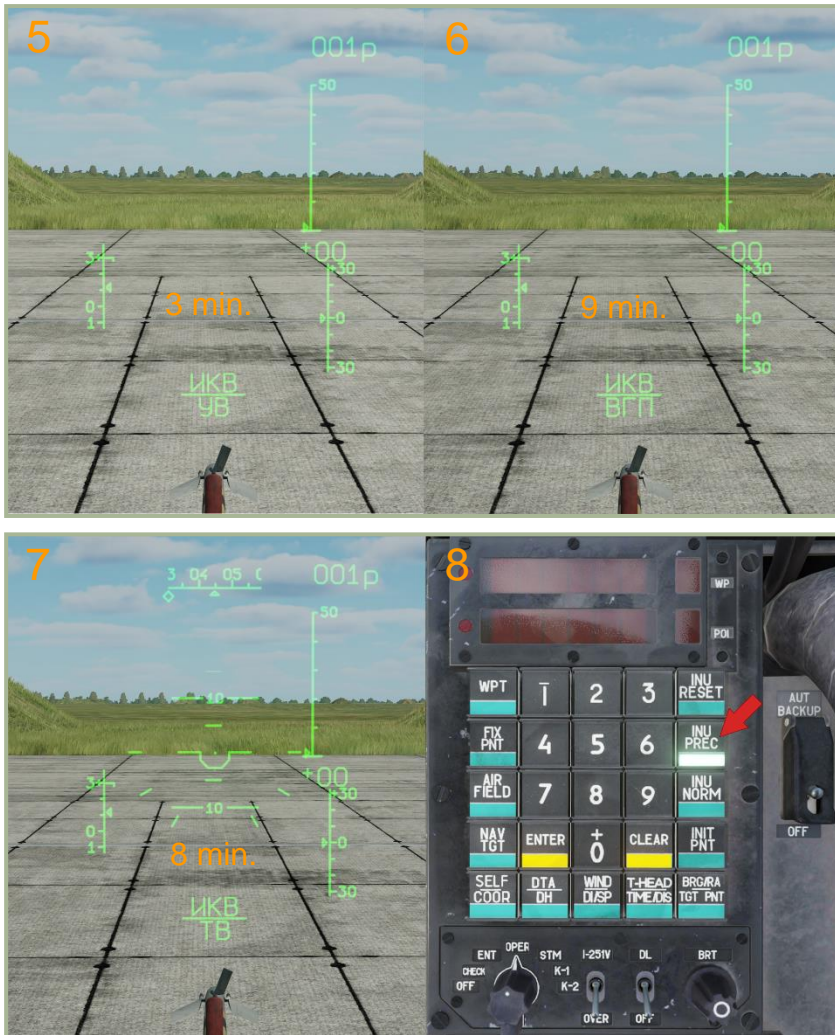 5
001р
50
+00
30
0
30
3
0
1
3 min.
ИКВ
УВ
6
001р
50
-00
30
0
30
3
0
1
9 min.
ИКВ
ВГП
7
3 04 05 0
001р
50
10
+00
30
0
30
3
0
1
10
8 min.
ИКВ
ТВ
8
WP
P.O.I
WPT
1
2
3
INU
RESET
FIX
PNT
4
5
6
INU
PREC
AIR
FIELD
7
8
9
INU
NORM
NAV
TGT
ENTER
+
0
CLEAR
INIT
PNT
SELF
COOR
DTA
DH
WIND
DI/SP
T-HEAD
TIME/DIS
BRG/RA
TGT PNT
AUT
BACKUP
OFF
OPER
ENT
STM
I-251V
DL
BRT
CHECK
K-1
OFF
K-2
OVER
OFF